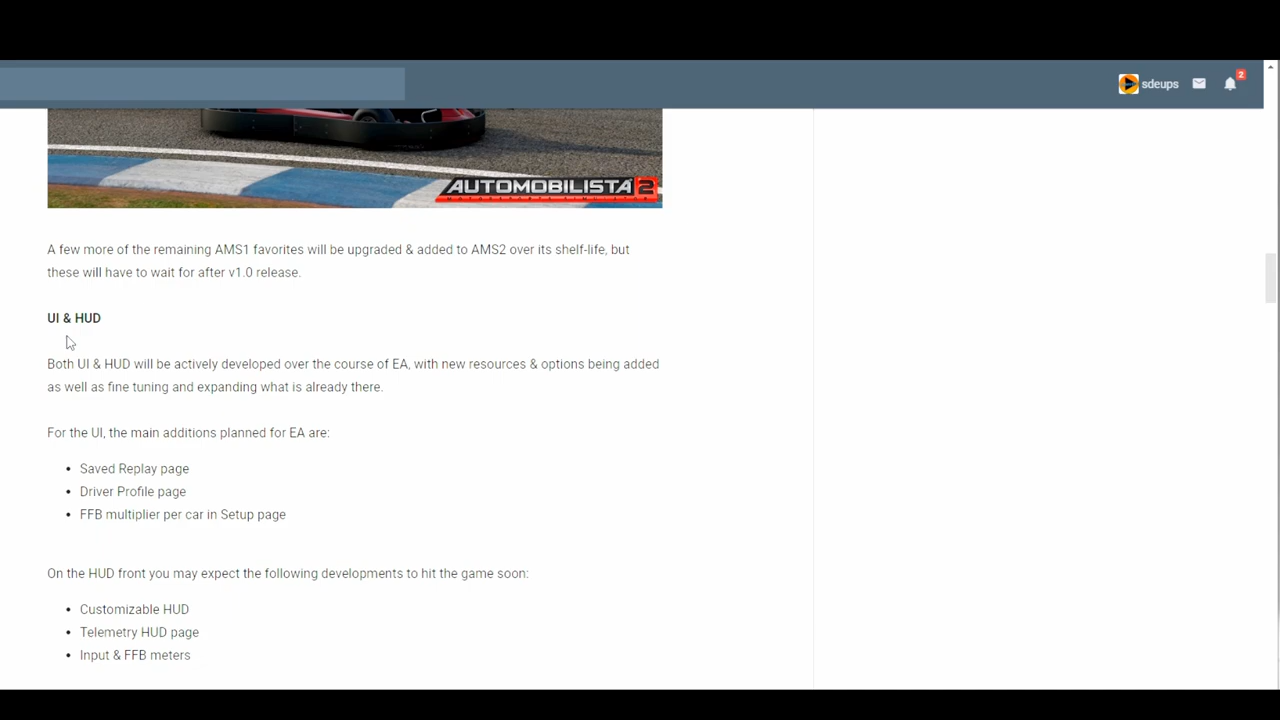 sdeups
2
AUTOMOBILISTA 2
A few more of the remaining AMS1 favorites will be upgraded & added to AMS2 over its shelf-life, but
these will have to wait for after v1.0 release.
UI & HUD
Both UI & HUD will be actively developed over the course of EA, with new resources & options being added
as well as fine tuning and expanding what is already there.
For the UI, the main additions planned for EA are:
• Saved Replay page
• Driver Profile page
• FFB multiplier per car in Setup page
On the HUD front you may expect the following developments to hit the game soon:
• Customizable HUD
• Telemetry HUD page
• Input & FFB meters